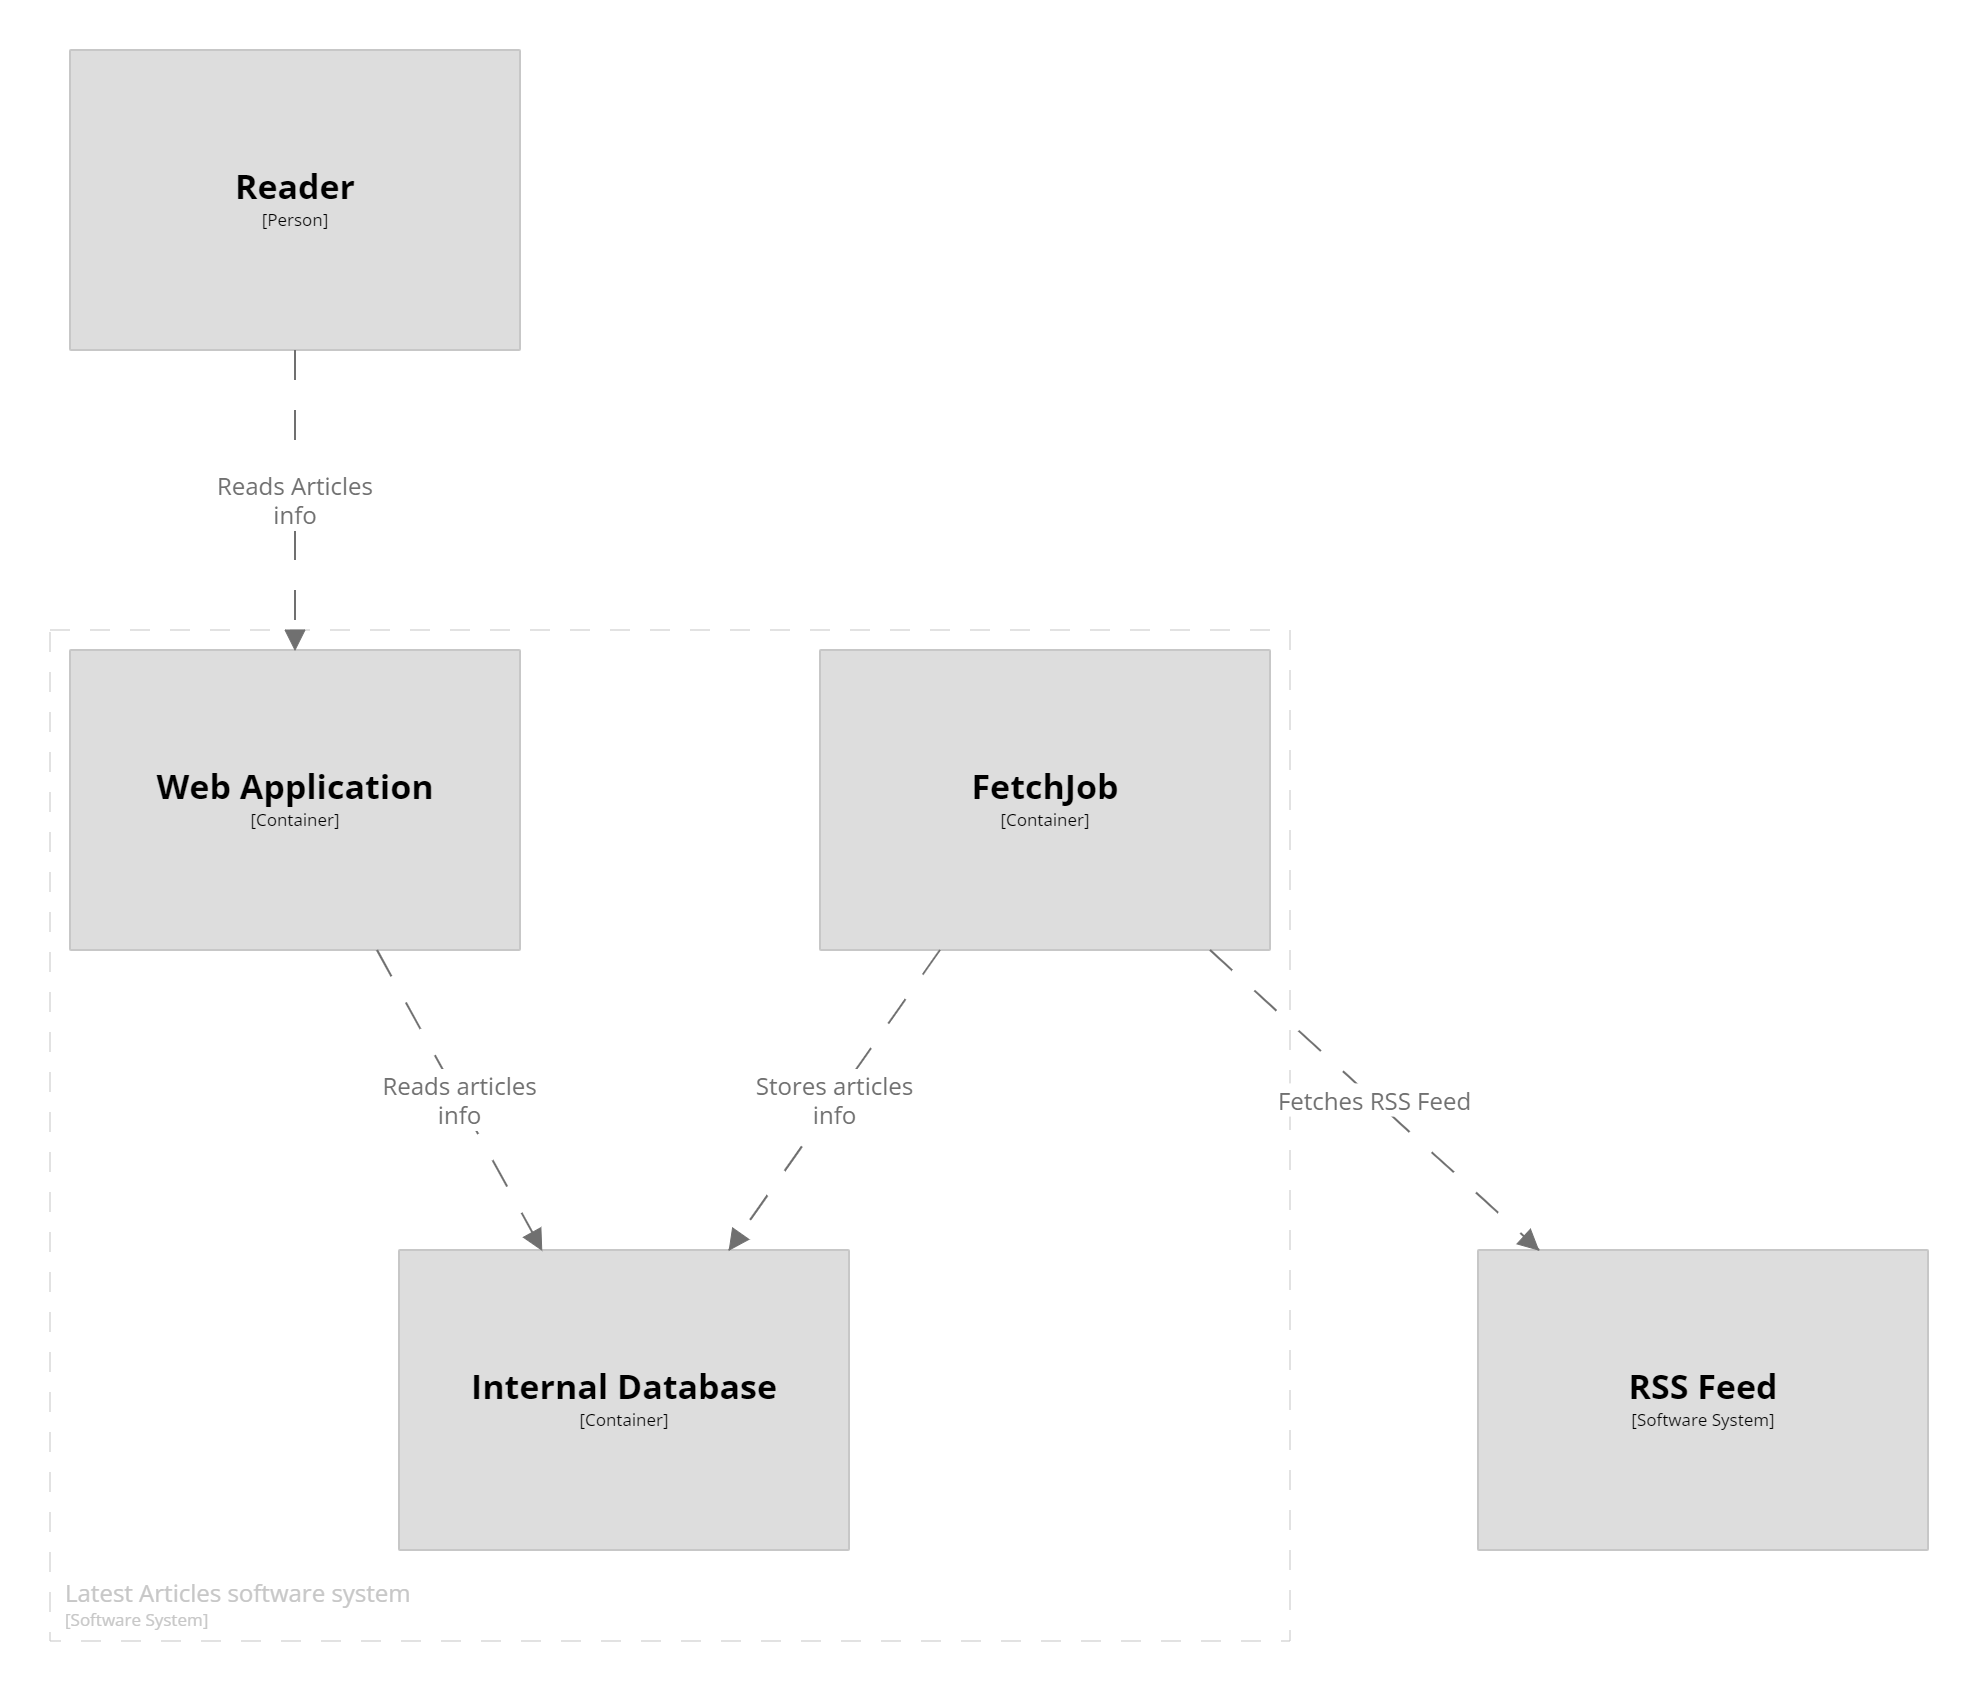 Reader
[Person]
Reads Articles
info
Web Application
[Container]
FetchJob
[Container]
Reads articles
info
Stores articles
info
Fetches RSS Feed
Internal Database
[Container]
RSS Feed
[Software System]
Latest Articles software system
[Software System]